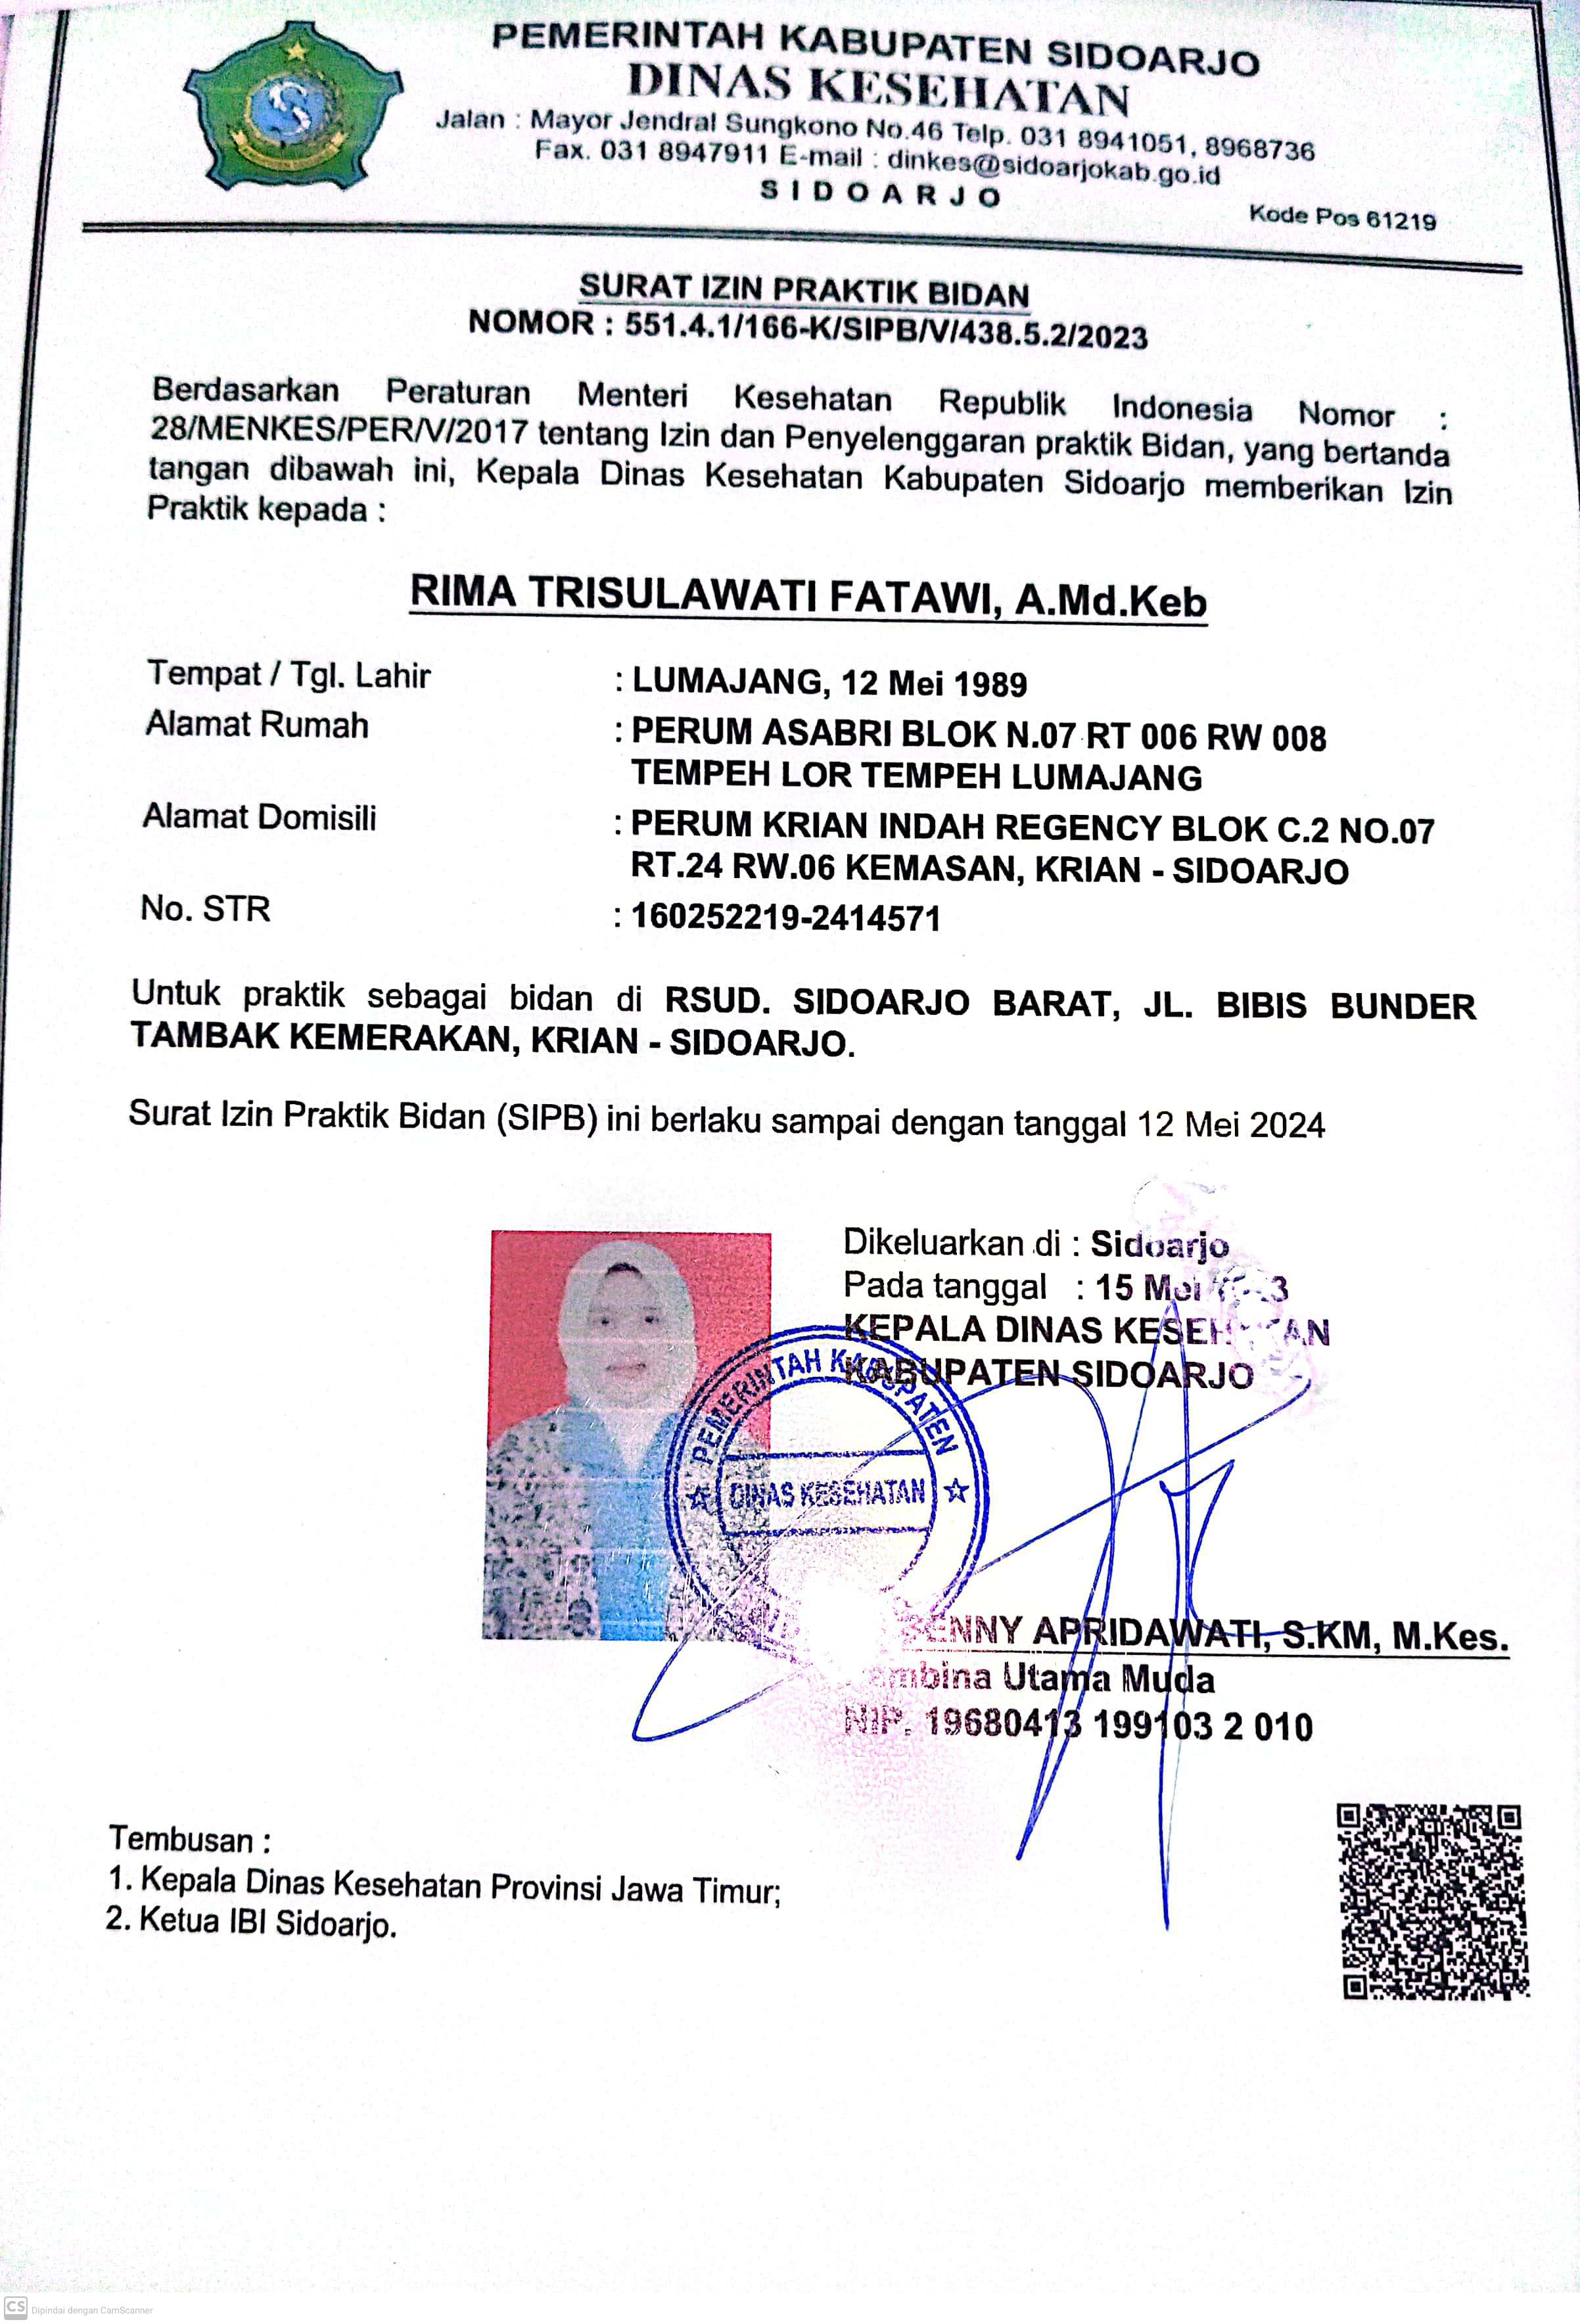 PEMERINTAH KABUPATEN SIDOARJO
DINAS KESEHATAN
Jalan : Mayor Jendral Sungkono No.46 Telp. 031 8941051, 8968736
Fax. 031 8947911 E-mail : dinkes@sidoarjokab.go.id
SIDOARJO
Kode Pos 61219
SURAT IZIN PRAKTIK BIDAN
NOMOR : 551.4.1/166-K/SIPB/V/438.5.2/2023
Berdasarkan Peraturan Menteri Kesehatan Republik Indonesia Nomor :
28/MENKES/PER/V/2017 tentang Izin dan Penyelenggaran praktik Bidan, yang bertanda
tangan dibawah ini, Kepala Dinas Kesehatan Kabupaten Sidoarjo memberikan Izin
Praktik kepada :
RIMA TRISULAWATI FATAWI, A.Md.Keb
Tempat / Tgl. Lahir : LUMAJANG, 12 Mei 1989
Alamat Rumah : PERUM ASABRI BLOK N.07 RT 006 RW 008
TEMPEH LOR TEMPEH LUMAJANG
Alamat Domisili : PERUM KRIAN INDAH REGENCY BLOK C.2 NO.07
RT.24 RW.06 KEMASAN, KRIAN - SIDOARJO
No. STR : 160252219-2414571
Untuk praktik sebagai bidan di RSUD. SIDOARJO BARAT, JL. BIBIS BUNDER
TAMBAK KEMERAKAN, KRIAN - SIDOARJO.
Surat Izin Praktik Bidan (SIPB) ini berlaku sampai dengan tanggal 12 Mei 2024
Dikeluarkan di : Sidoarjo
Pada tanggal : 15 Mei
KEPALA DINAS KESEHATAN
KABUPATEN SIDOARJO
PEMERINTAH KABUPATEN
DINAS KESEHATAN
APRIDAWATI, S.KM, M.Kes.
Utama Muda
NIP. 19680413 199103 2 010
Tembusan :
1. Kepala Dinas Kesehatan Provinsi Jawa Timur;
2. Ketua IBI Sidoarjo.
CS Dipindai dengan CamScanner